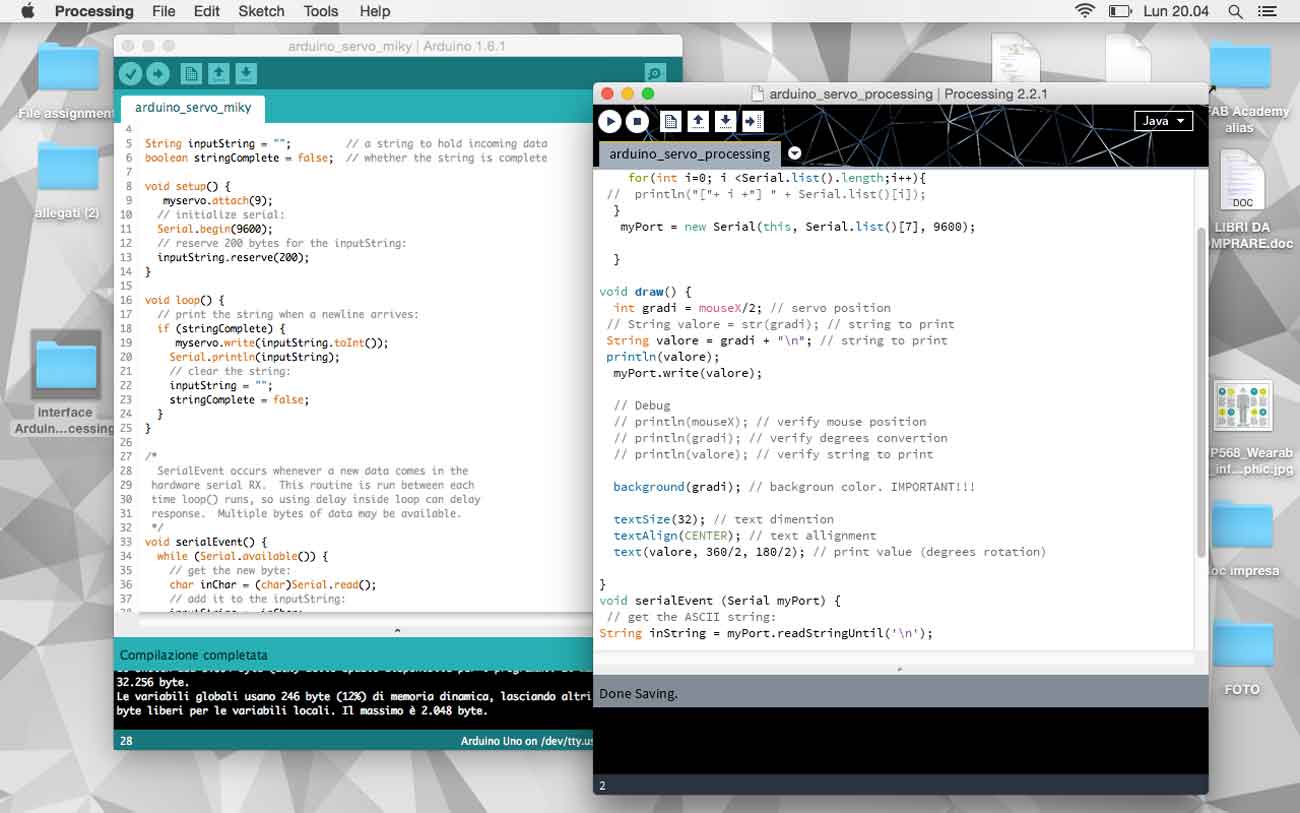 Processing File Edit Sketch Tools Help
Lun 20.04
File assignment
allegati (2)
interface
Arduin...cessing
arduino_servo_miky | Arduino 1.6.1
arduino_servo_miky
4
5 String inputString = ""; // a string to hold incoming data
6 boolean stringComplete = false; // whether the string is complete
7
8 void setup() {
9 myservo.attach(9);
10 // initialize serial:
11 Serial.begin(9600);
12 // reserve 200 bytes for the inputString:
13 inputString.reserve(200);
14 }
15
16 void loop() {
17 // print the string when a newline arrives:
18 if (stringComplete) {
19 myservo.write(inputString.toInt());
20 Serial.println(inputString);
21 // clear the string:
22 inputString = "";
23 stringComplete = false;
24 }
25 }
26
27 /*
28 SerialEvent occurs whenever a new data comes in the
29 hardware serial RX. This routine is run between each
30 time loop() runs, so using delay inside loop can delay
31 response. Multiple bytes of data may be available.
32 */
33 void serialEvent() {
34 while (Serial.available()) {
35 // get the new byte:
36 char inChar = (char)Serial.read();
37 // add it to the inputString:
Compilazione completata
32.256 byte.
Le variabili globali usano 246 byte (12%) di memoria dinamica, lasciando altri
byte liberi per le variabili locali. Il massimo è 2.048 byte.
28
Arduino Uno on /dev/tty.us
arduino_servo_processing | Processing 2.2.1
Java
arduino_servo_processing
for(int i=0; i <Serial.list().length;i++){
// println("["+ i +"] " + Serial.list()[i]);
}
myPort = new Serial(this, Serial.list()[7], 9600);
}
void draw() {
int gradi = mouseX/2; // servo position
// String valore = str(gradi); // string to print
String valore = gradi + "\n"; // string to print
println(valore);
myPort.write(valore);
// Debug
// println(mouseX); // verify mouse position
// println(gradi); // verify degrees convertion
// println(valore); // verify string to print
background(gradi); // backgroun color. IMPORTANT!!!
textSize(32); // text dimention
textAlign(CENTER); // text allignment
text(valore, 360/2, 180/2); // print value (degrees rotation)
}
void serialEvent (Serial myPort) {
// get the ASCII string:
String inString = myPort.readStringUntil('\n');
Done Saving.
2
FAB Academy
alias
DOC
LIBRI DA
MPRARE.doc
P568_Wearab
_inf...phic.jpg
oc impresa
FOTO